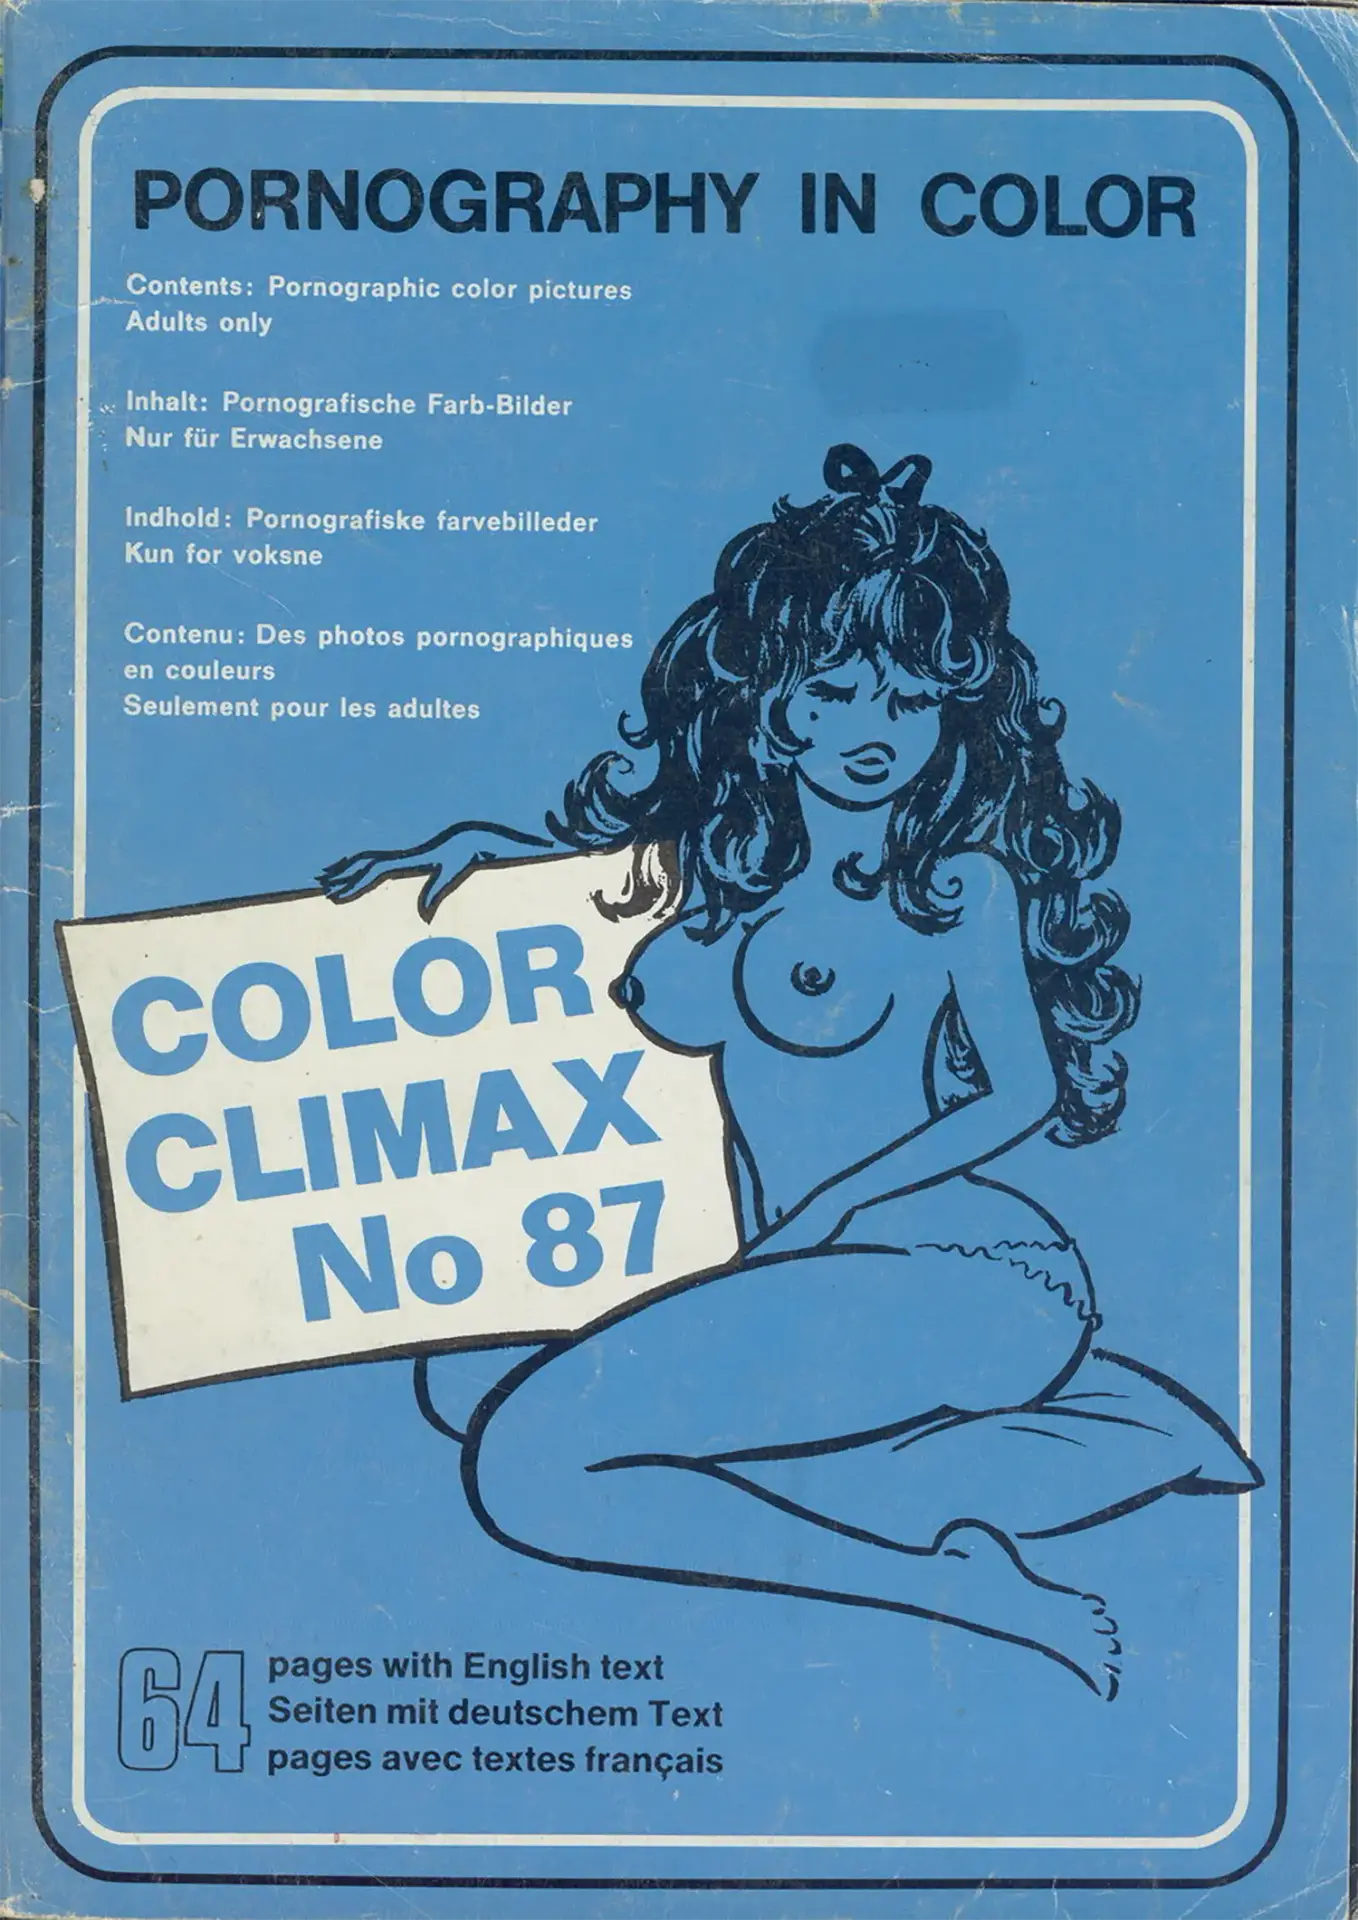 PORNOGRAPHY IN COLOR
Contents: Pornographic color pictures
Adults only
Inhalt: Pornografische Farb-Bilder
Nur für Erwachsene
Indhold: Pornografiske farvebilleder
Kun for voksne
Contenu: Des photos pornographiques
en couleurs
Seulement pour les adultes
COLOR
CLIMAX
No 87
64
pages with English text
Seiten mit deutschem Text
pages avec textes français